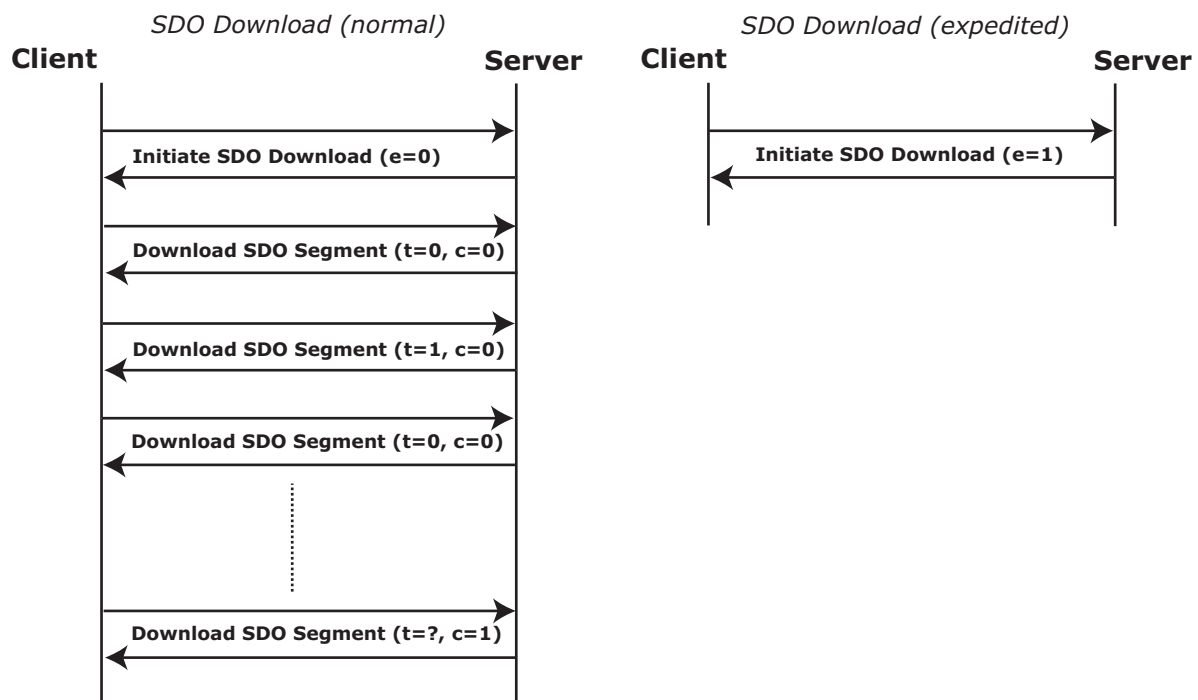 SDO Download (normal)
Client
Server
Initiate SDO Download (e=0)
Download SDO Segment (t=0, c=0)
Download SDO Segment (t=1, c=0)
Download SDO Segment (t=0, c=0)
Download SDO Segment (t=?, c=1)
SDO Download (expedited)
Client
Server
Initiate SDO Download (e=1)